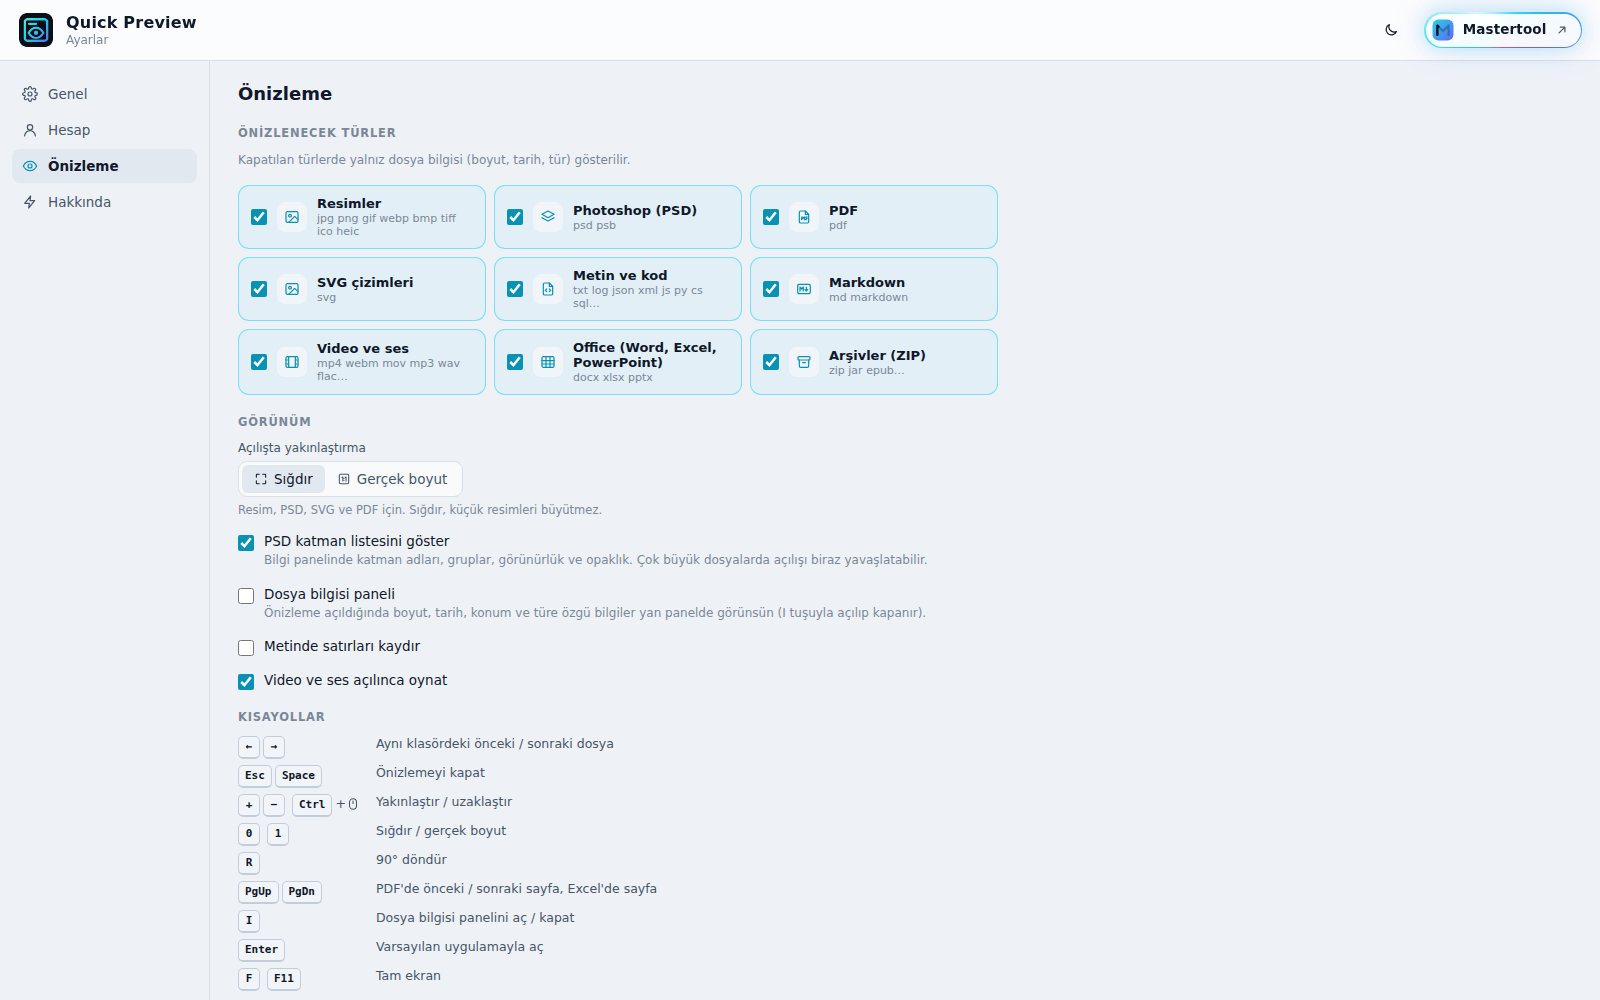 Quick Preview
Ayarlar
Mastertool
Genel
Hesap
Önizleme
Hakkında
Önizleme
ÖNİZLENECEK TÜRLER
Kapatılan türlerde yalnız dosya bilgisi (boyut, tarih, tür) gösterilir.
Resimler
jpg png gif webp bmp tiff
ico heic
Photoshop (PSD)
psd psb
PDF
pdf
SVG çizimleri
svg
Metin ve kod
txt log json xml js py cs
sql…
Markdown
md markdown
Video ve ses
mp4 webm mov mp3 wav
flac…
Office (Word, Excel,
PowerPoint)
docx xlsx pptx
Arşivler (ZIP)
zip jar epub…
GÖRÜNÜM
Açılışta yakınlaştırma
Sığdır
Gerçek boyut
Resim, PSD, SVG ve PDF için. Sığdır, küçük resimleri büyütmez.
PSD katman listesini göster
Bilgi panelinde katman adları, gruplar, görünürlük ve opaklık. Çok büyük dosyalarda açılışı biraz yavaşlatabilir.
Dosya bilgisi paneli
Önizleme açıldığında boyut, tarih, konum ve türe özgü bilgiler yan panelde görünsün (I tuşuyla açılıp kapanır).
Metinde satırları kaydır
Video ve ses açılınca oynat
KISAYOLLAR
← → Aynı klasördeki önceki / sonraki dosya
Esc Space Önizlemeyi kapat
+ − Ctrl + Yakınlaştır / uzaklaştır
0 1 Sığdır / gerçek boyut
R 90° döndür
PgUp PgDn PDF'de önceki / sonraki sayfa, Excel'de sayfa
I Dosya bilgisi panelini aç / kapat
Enter Varsayılan uygulamayla aç
F F11 Tam ekran